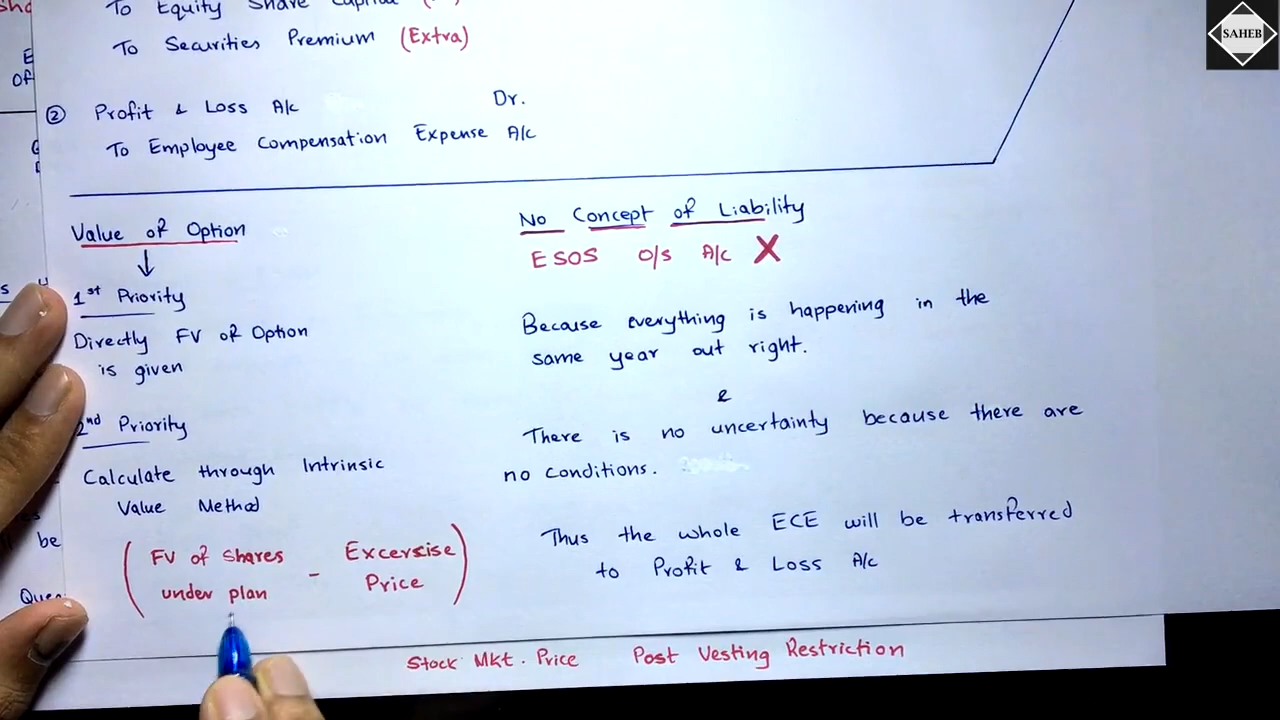 To Equity Share Capital
To Securities Premium (Extra)
② Profit & Loss A/c Dr.
To Employee Compensation Expense A/c
Value of Option
1st Priority
Directly FV of Option
is given
2nd Priority
Calculate through Intrinsic
Value Method
(FV of Shares under plan - Excersise Price)
No Concept of Liability
ESOS O/S A/c X
Because everything is happening in the
same year out right.
&
There is no uncertainty because there are
no conditions.
Thus the whole ECE will be transferred
to Profit & Loss A/c
Stock Mkt. Price Post Vesting Restriction
be
SAHEB